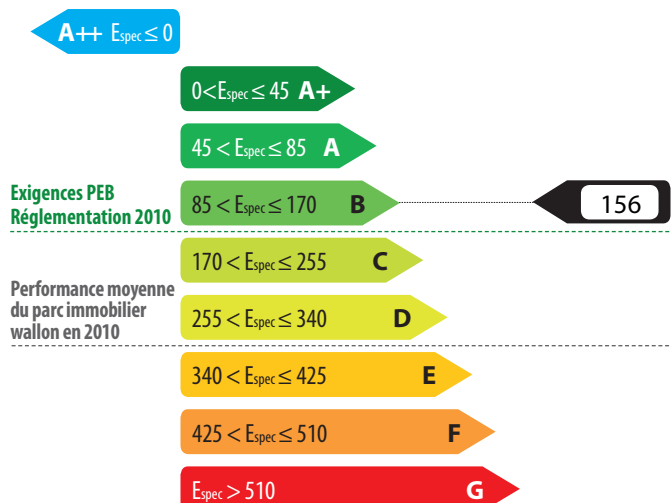 A++ Espec ≤ 0
0<Espec ≤ 45 A+
45 < Espec ≤ 85 A
Exigences PEB
Réglementation 2010
85 < Espec ≤ 170 B
156
170 < Espec ≤ 255 C
Performance moyenne
du parc immobilier
wallon en 2010
255 < Espec ≤ 340 D
340 < Espec ≤ 425 E
425 < Espec ≤ 510 F
Espec > 510 G